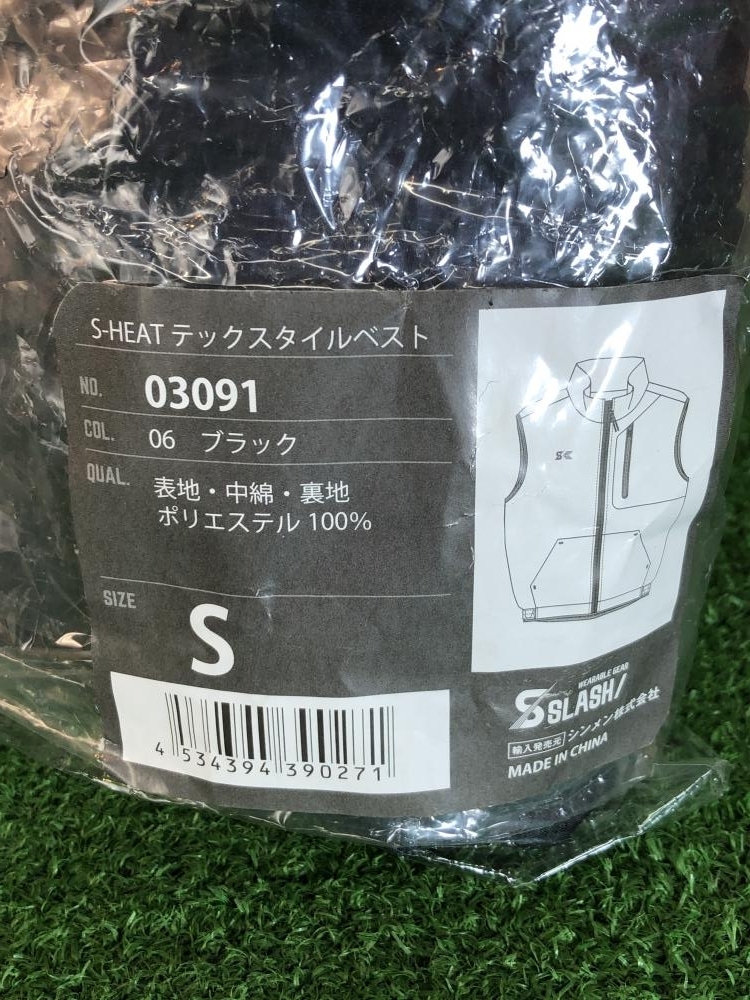 S-HEAT テックスタイルベスト
NO. 03091
COL. 06 ブラック
QUAL. 表地・中綿・裏地
ポリエステル 100%
SIZE S
4 534394 390271
SK
WEARABLE GEAR
SLASH/
輸入発売元 シンメン株式会社
MADE IN CHINA